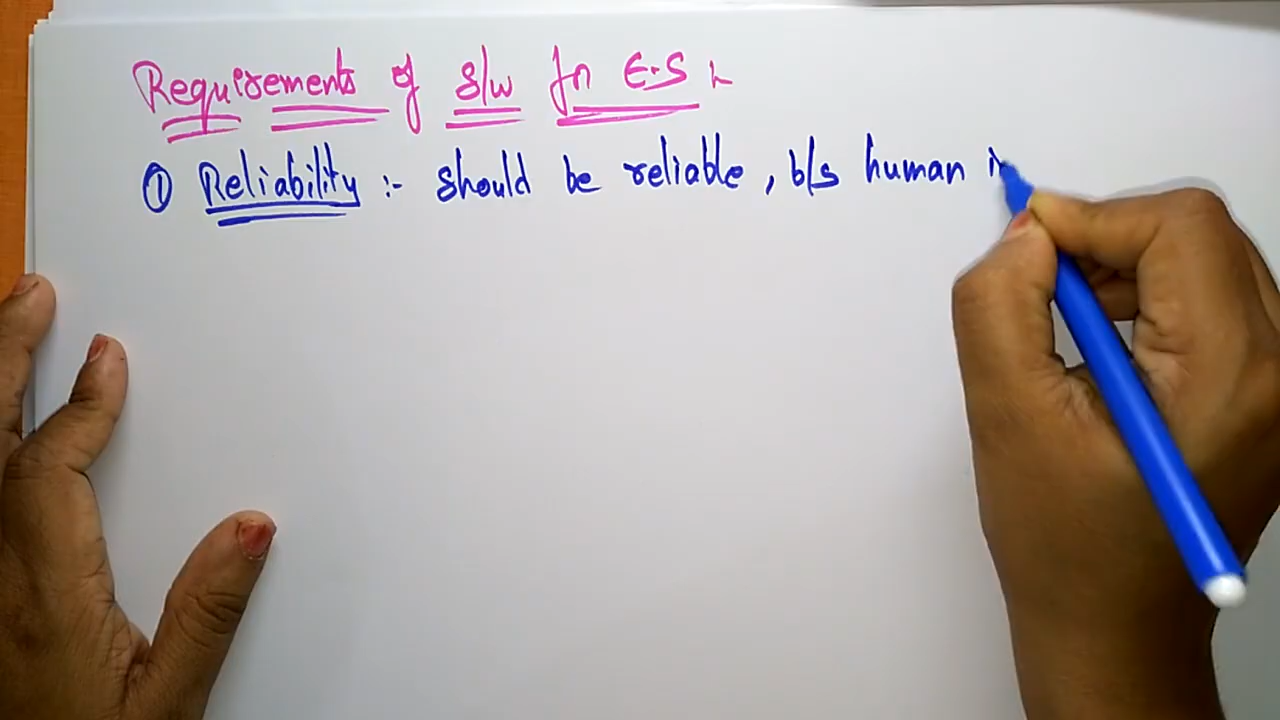 Requirements of S/w for E.S :-
① Reliability :- should be reliable, b/s human i